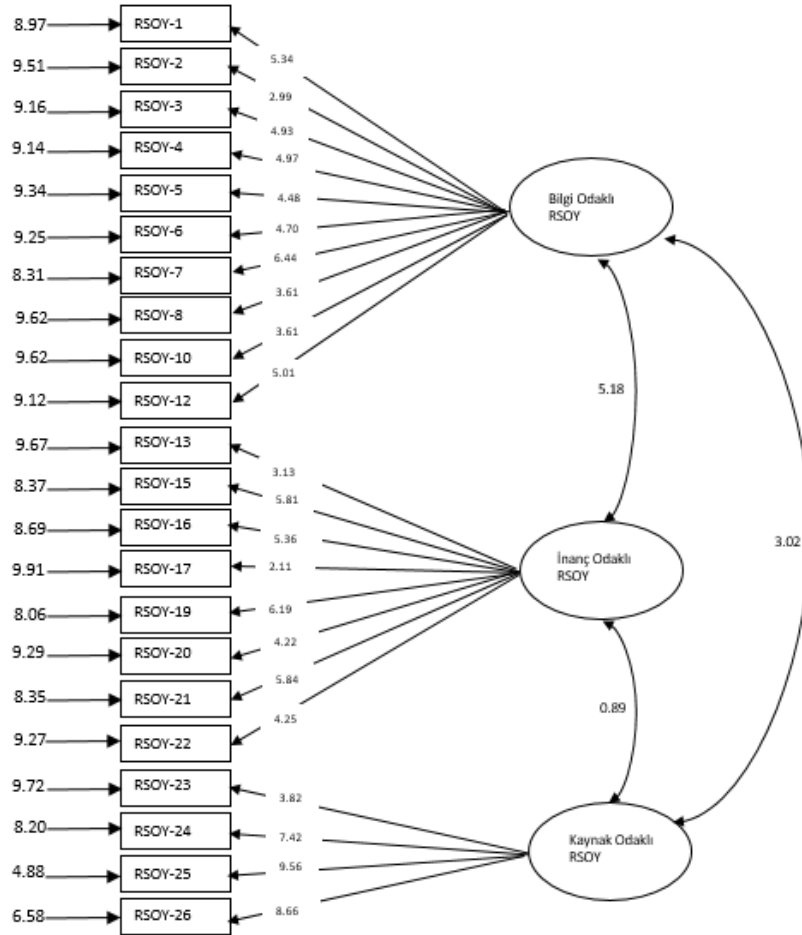 8.97 RSOY-1 5.34
9.51 RSOY-2 2.99
9.16 RSOY-3 4.93
9.14 RSOY-4 4.97
9.34 RSOY-5 4.48
9.25 RSOY-6 4.70
8.31 RSOY-7 6.44
9.62 RSOY-8 3.61
9.62 RSOY-10 3.61
9.12 RSOY-12 5.01
Bilgi Odaklı
RSOY
5.18
9.67 RSOY-13 3.13
8.37 RSOY-15 5.81
8.69 RSOY-16 5.36
9.91 RSOY-17 2.11
8.06 RSOY-19 6.19
9.29 RSOY-20 4.22
8.35 RSOY-21 5.84
9.27 RSOY-22 4.25
İnanç Odaklı
RSOY
3.02
0.89
9.72 RSOY-23 3.82
8.20 RSOY-24 7.42
4.88 RSOY-25 9.56
6.58 RSOY-26 8.66
Kaynak Odaklı
RSOY